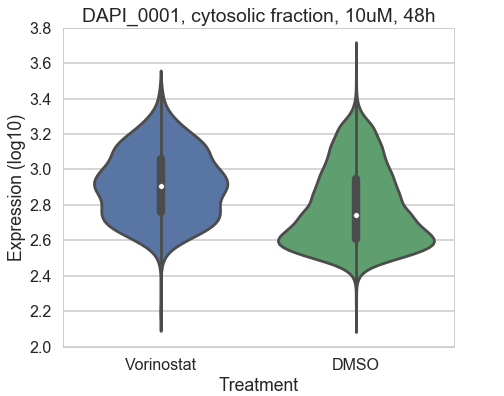 DAPI_0001, cytosolic fraction, 10uM, 48h
Expression (log10)
3.8
3.6
3.4
3.2
3.0
2.8
2.6
2.4
2.2
2.0
Vorinostat DMSO
Treatment